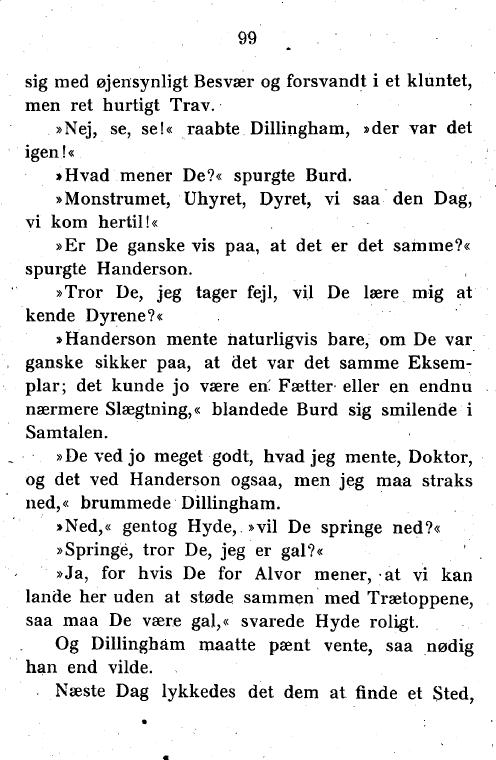 99
sig med øjensynligt Besvær og forsvandt i et kluntet,
men ret hurtigt Trav.
»Nej, se, se!« raabte Dillingham, »der var det
igen!«
»Hvad mener De?« spurgte Burd.
»Monstrumet, Uhyret, Dyret, vi saa den Dag,
vi kom hertil!«
»Er De ganske vis paa, at det er det samme?«
spurgte Handerson.
»Tror De, jeg tager fejl, vil De lære mig at
kende Dyrene?«
»Handerson mente naturligvis bare, om De var
ganske sikker paa, at det var det samme Eksem-
plar; det kunde jo være en Fætter eller en endnu
nærmere Slægtning,« blandede Burd sig smilende i
Samtalen.
»De ved jo meget godt, hvad jeg mente, Doktor,
og det ved Handerson ogsaa, men jeg maa straks
ned,« brummede Dillingham.
»Ned,« gentog Hyde, »vil De springe ned?«
»Springe, tror De, jeg er gal?«
»Ja, for hvis De for Alvor mener, at vi kan
lande her uden at støde sammen med Trætoppene,
saa maa De være gal,« svarede Hyde roligt.
Og Dillingham maatte pænt vente, saa nødig
han end vilde.
Næste Dag lykkedes det dem at finde et Sted,